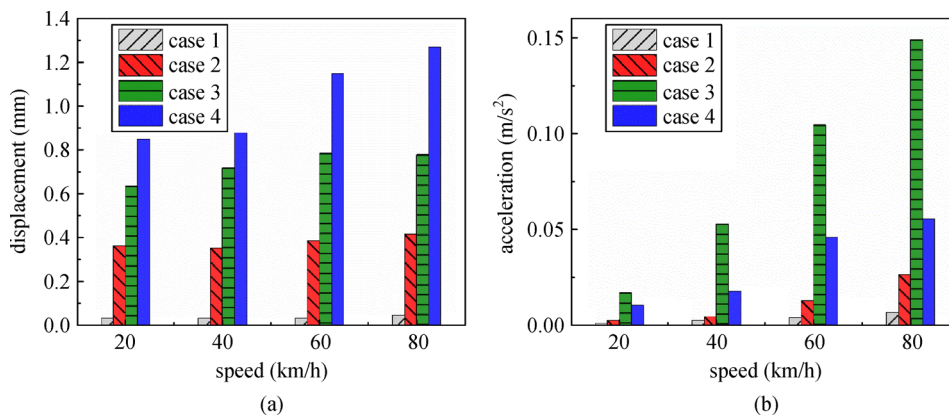 1.4
1.2
1.0
0.8
0.6
0.4
0.2
0.0
displacement (mm)
case 1
case 2
case 3
case 4
20 40 60 80
speed (km/h)
(a)
0.15
0.10
0.05
0.00
acceleration (m/s²)
case 1
case 2
case 3
case 4
20 40 60 80
speed (km/h)
(b)